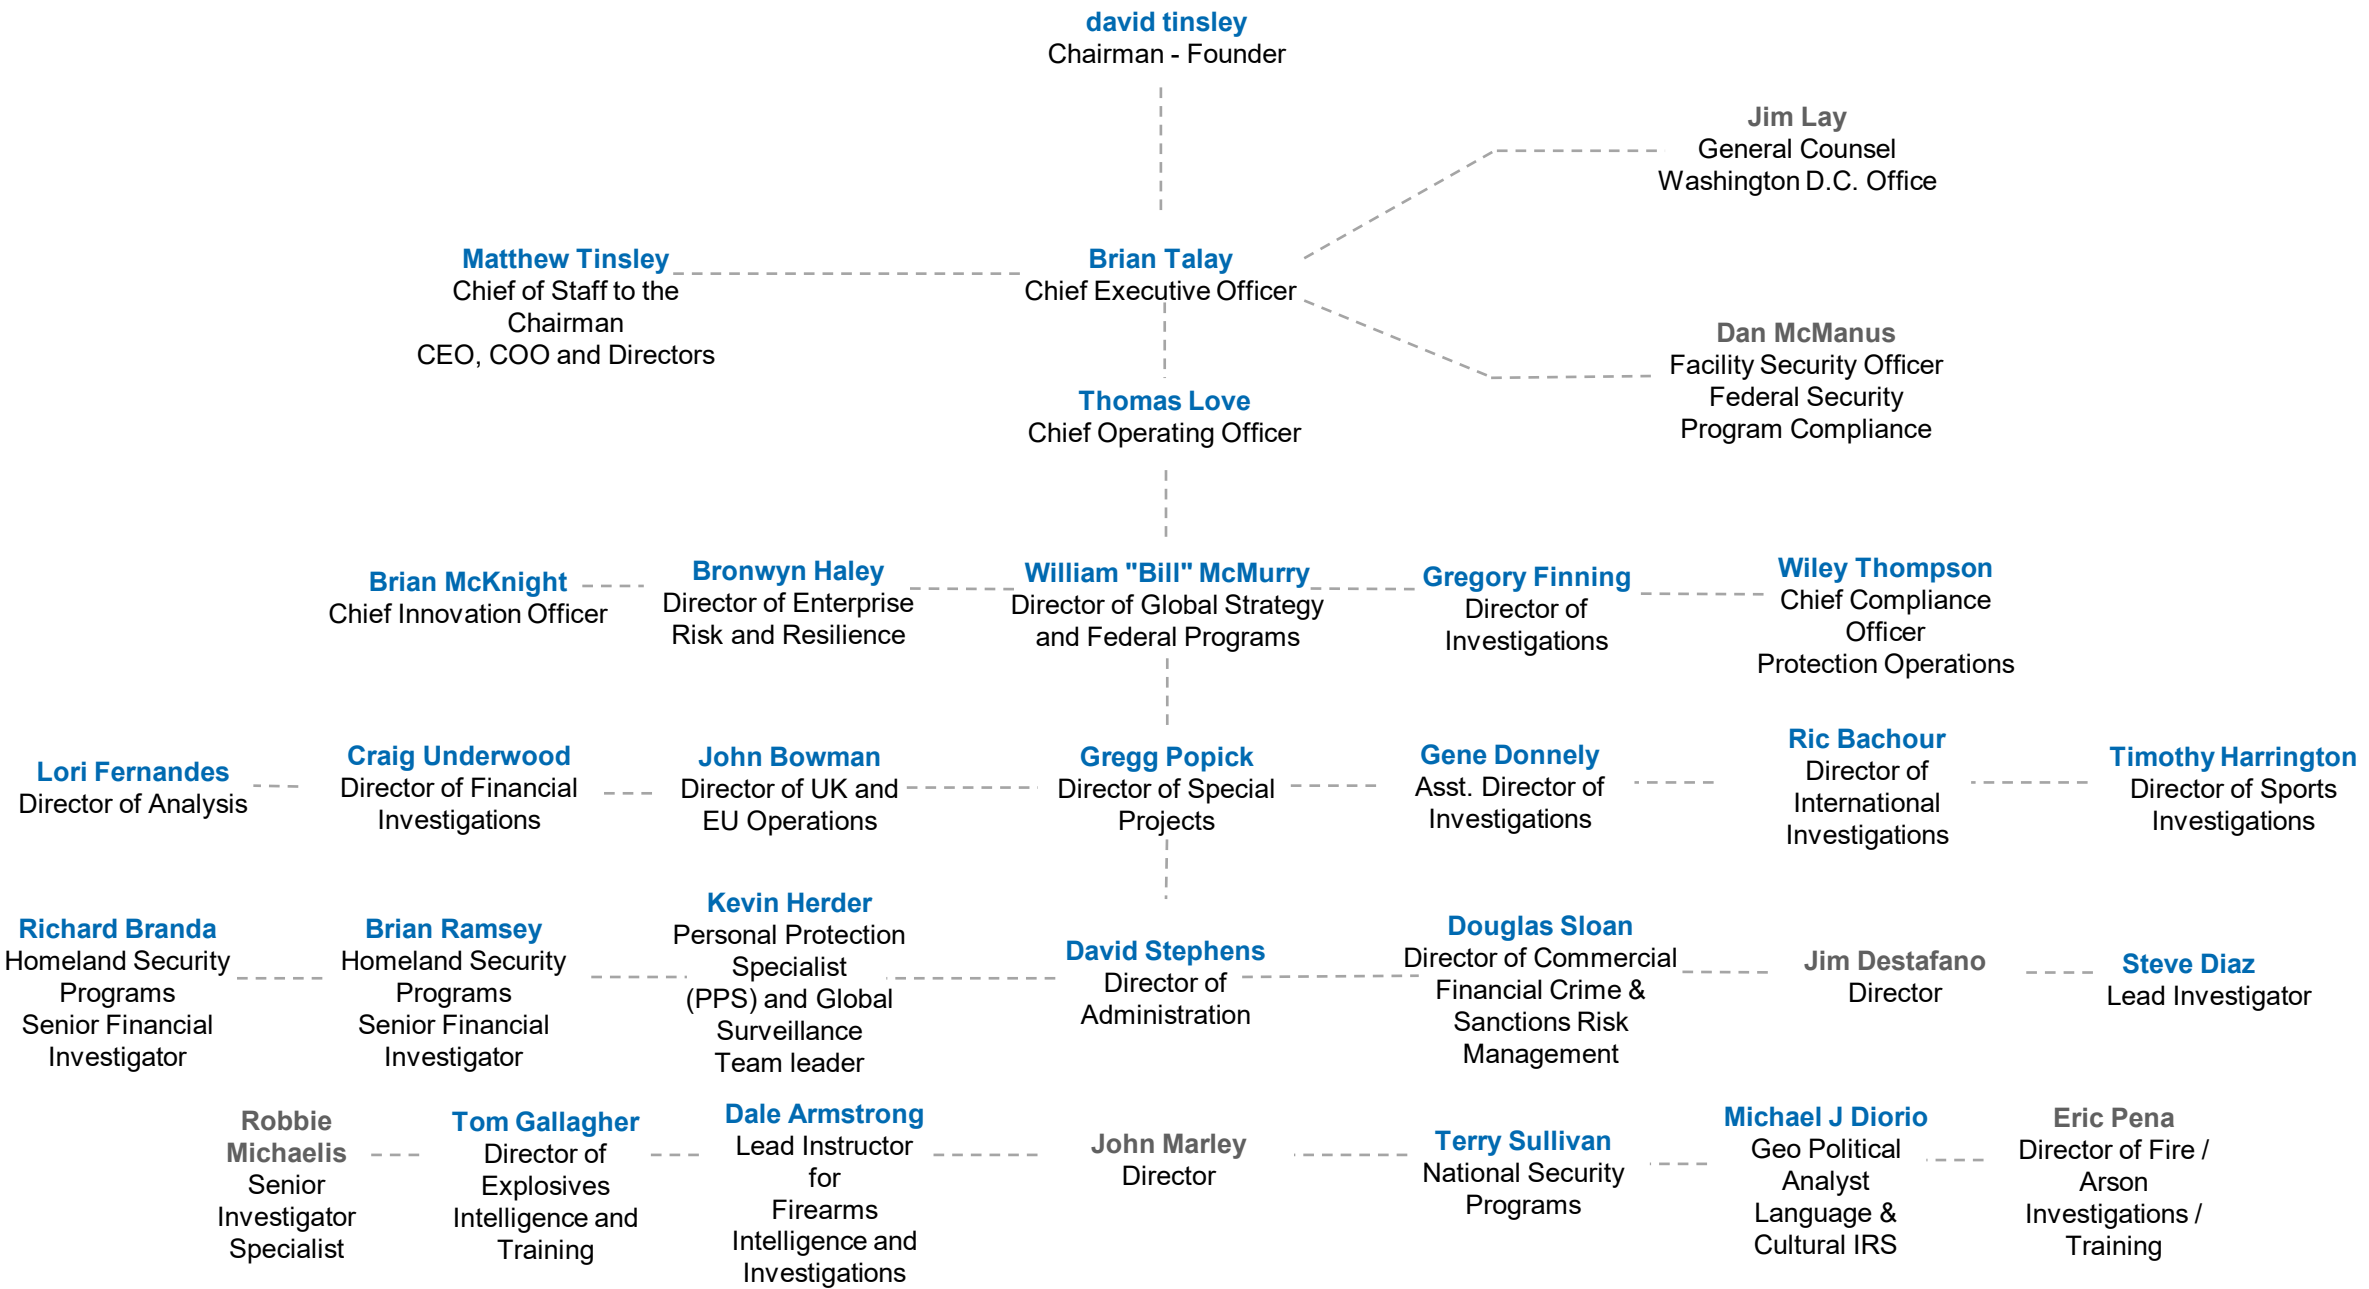 david tinsley
Chairman - Founder
Jim Lay
General Counsel
Washington D.C. Office
Matthew Tinsley
Chief of Staff to the
Chairman
CEO, COO and Directors
Brian Talay
Chief Executive Officer
Dan McManus
Facility Security Officer
Federal Security
Program Compliance
Thomas Love
Chief Operating Officer
Brian McKnight
Chief Innovation Officer
Bronwyn Haley
Director of Enterprise
Risk and Resilience
William "Bill" McMurry
Director of Global Strategy
and Federal Programs
Gregory Finning
Director of
Investigations
Wiley Thompson
Chief Compliance
Officer
Protection Operations
Lori Fernandes
Director of Analysis
Craig Underwood
Director of Financial
Investigations
John Bowman
Director of UK and
EU Operations
Gregg Popick
Director of Special
Projects
Gene Donnely
Asst. Director of
Investigations
Ric Bachour
Director of
International
Investigations
Timothy Harrington
Director of Sports
Investigations
Richard Branda
Homeland Security
Programs
Senior Financial
Investigator
Brian Ramsey
Homeland Security
Programs
Senior Financial
Investigator
Kevin Herder
Personal Protection
Specialist
(PPS) and Global
Surveillance
Team leader
David Stephens
Director of
Administration
Douglas Sloan
Director of Commercial
Financial Crime &
Sanctions Risk
Management
Jim Destafano
Director
Steve Diaz
Lead Investigator
Robbie
Michaelis
Senior
Investigator
Specialist
Tom Gallagher
Director of
Explosives
Intelligence and
Training
Dale Armstrong
Lead Instructor
for
Firearms
Intelligence and
Investigations
John Marley
Director
Terry Sullivan
National Security
Programs
Michael J Diorio
Geo Political
Analyst
Language &
Cultural IRS
Eric Pena
Director of Fire /
Arson
Investigations /
Training